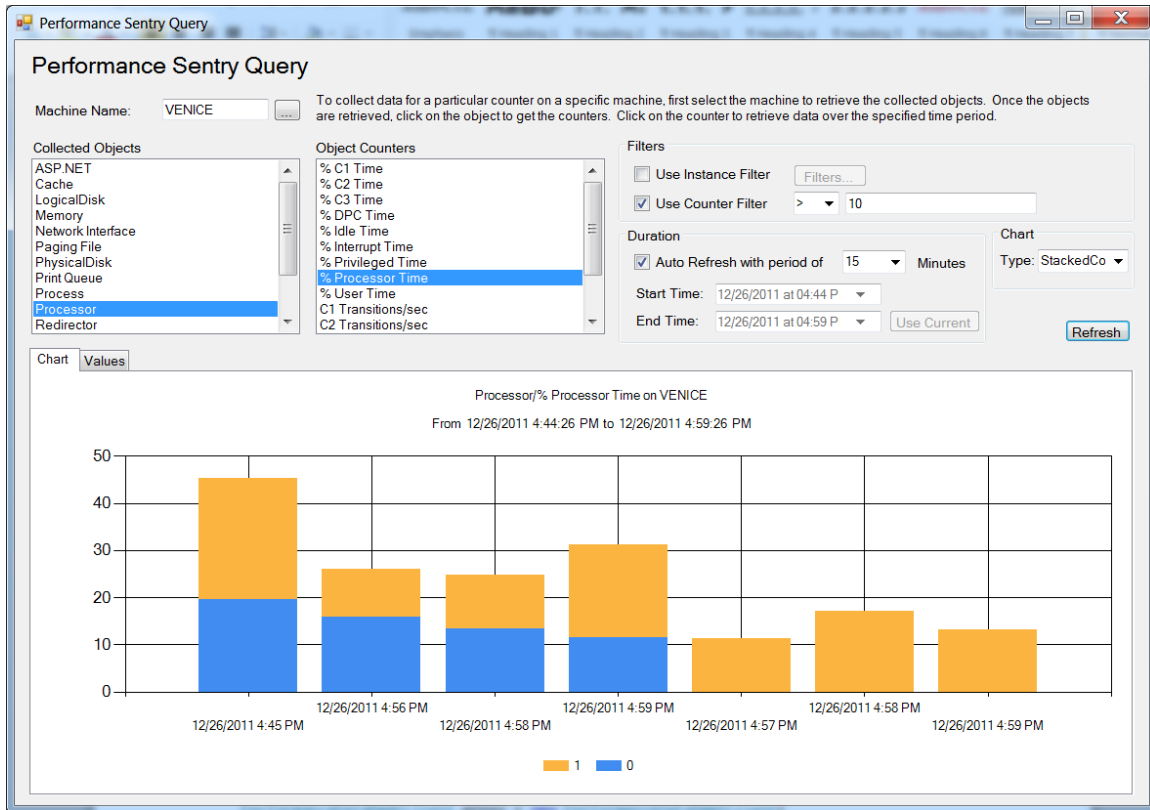 Performance Sentry Query
Performance Sentry Query
Machine Name: VENICE ...
To collect data for a particular counter on a specific machine, first select the machine to retrieve the collected objects. Once the objects
are retrieved, click on the object to get the counters. Click on the counter to retrieve data over the specified time period.
Collected Objects
ASP.NET
Cache
LogicalDisk
Memory
Network Interface
Paging File
PhysicalDisk
Print Queue
Process
Processor
Redirector
Object Counters
% C1 Time
% C2 Time
% C3 Time
% DPC Time
% Idle Time
% Interrupt Time
% Privileged Time
% Processor Time
% User Time
C1 Transitions/sec
C2 Transitions/sec
Filters
Use Instance Filter Filters...
Use Counter Filter > 10
Duration
Auto Refresh with period of 15 Minutes
Start Time: 12/26/2011 at 04:44 P
End Time: 12/26/2011 at 04:59 P Use Current
Chart
Type: StackedCo
Refresh
Chart Values
Processor/% Processor Time on VENICE
From 12/26/2011 4:44:26 PM to 12/26/2011 4:59:26 PM
50
40
30
20
10
0
12/26/2011 4:45 PM
12/26/2011 4:56 PM
12/26/2011 4:58 PM
12/26/2011 4:59 PM
12/26/2011 4:57 PM
12/26/2011 4:58 PM
12/26/2011 4:59 PM
1 0